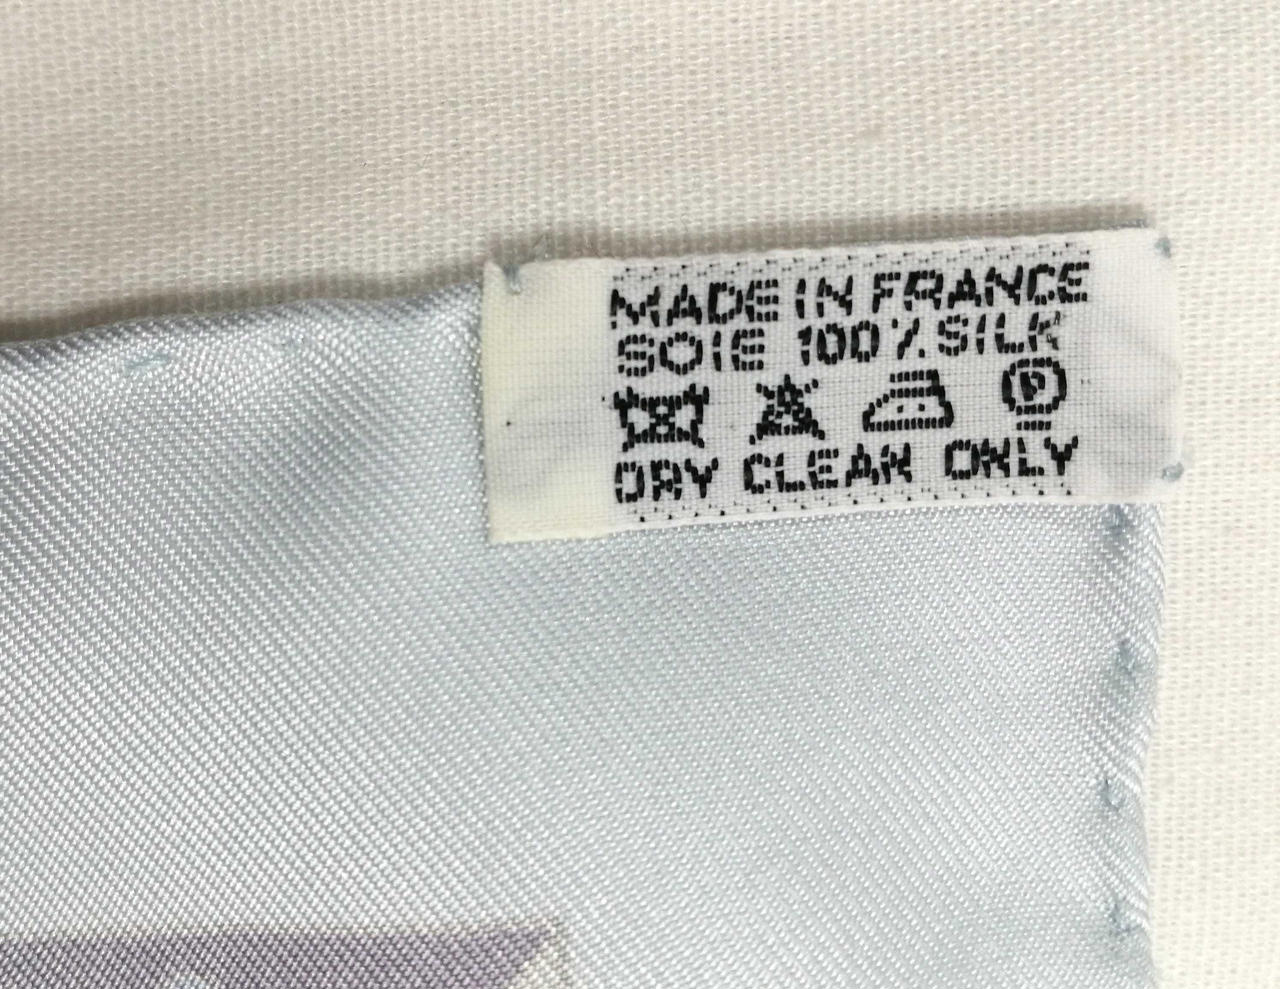 MADE IN FRANCE
SOIE 100% SILK
P
DRY CLEAN ONLY